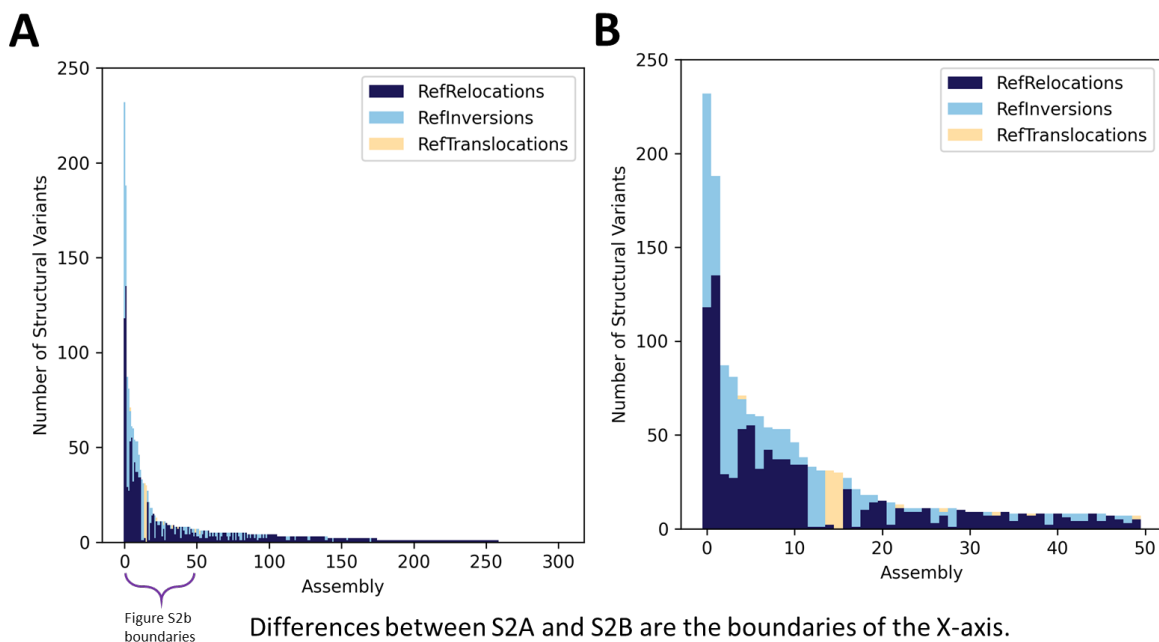 A
B
250
200
150
100
50
0
Number of Structural Variants
RefRelocations
RefInversions
RefTranslocations
0
50
100
150
200
250
300
Assembly
250
200
150
100
50
0
Number of Structural Variants
RefRelocations
RefInversions
RefTranslocations
0
10
20
30
40
50
Assembly
Figure S2b
boundaries
Differences between S2A and S2B are the boundaries of the X-axis.